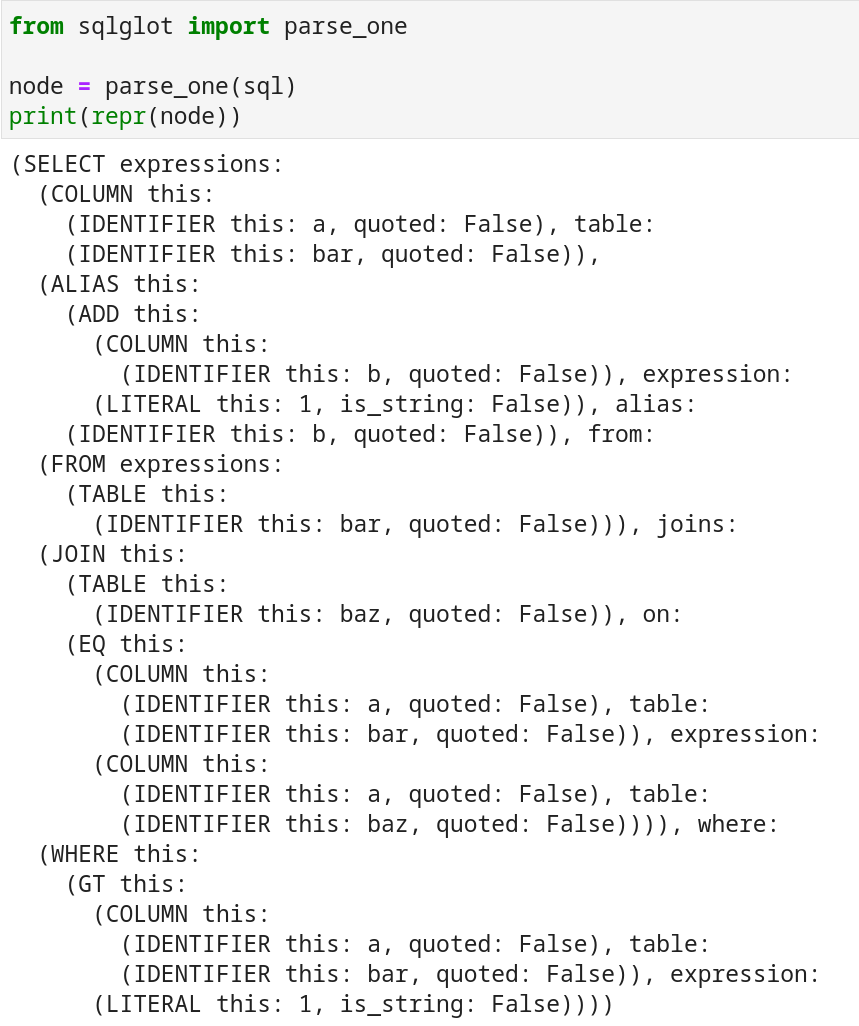 from sqlglot import parse_one

node = parse_one(sql)
print(repr(node))
(SELECT expressions:
  (COLUMN this:
    (IDENTIFIER this: a, quoted: False), table:
    (IDENTIFIER this: bar, quoted: False)),
  (ALIAS this:
    (ADD this:
      (COLUMN this:
        (IDENTIFIER this: b, quoted: False)), expression:
      (LITERAL this: 1, is_string: False)), alias:
    (IDENTIFIER this: b, quoted: False)), from:
  (FROM expressions:
    (TABLE this:
      (IDENTIFIER this: bar, quoted: False))), joins:
  (JOIN this:
    (TABLE this:
      (IDENTIFIER this: baz, quoted: False)), on:
    (EQ this:
      (COLUMN this:
        (IDENTIFIER this: a, quoted: False), table:
        (IDENTIFIER this: bar, quoted: False)), expression:
      (COLUMN this:
        (IDENTIFIER this: a, quoted: False), table:
        (IDENTIFIER this: baz, quoted: False)))), where:
  (WHERE this:
    (GT this:
      (COLUMN this:
        (IDENTIFIER this: a, quoted: False), table:
        (IDENTIFIER this: bar, quoted: False)), expression:
      (LITERAL this: 1, is_string: False))))